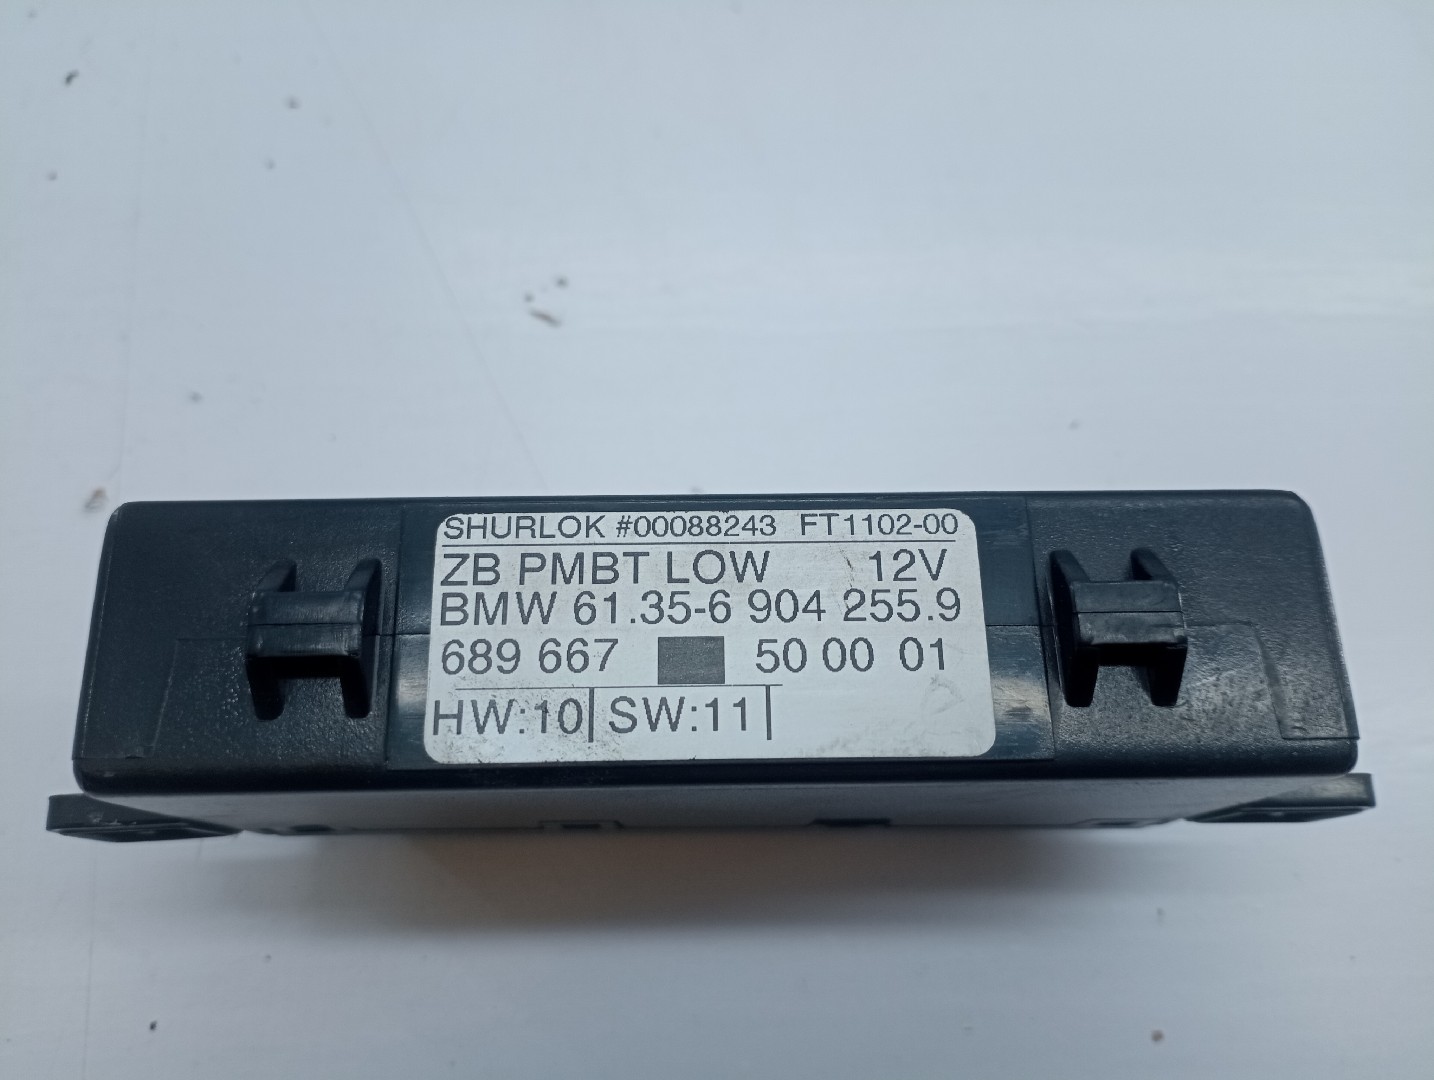 SHURLOK #00088243 FT1102-00
ZB PMBT LOW 12V
BMW 61.35-6 904 255.9
689 667 50 00 01
HW:10| SW:11|